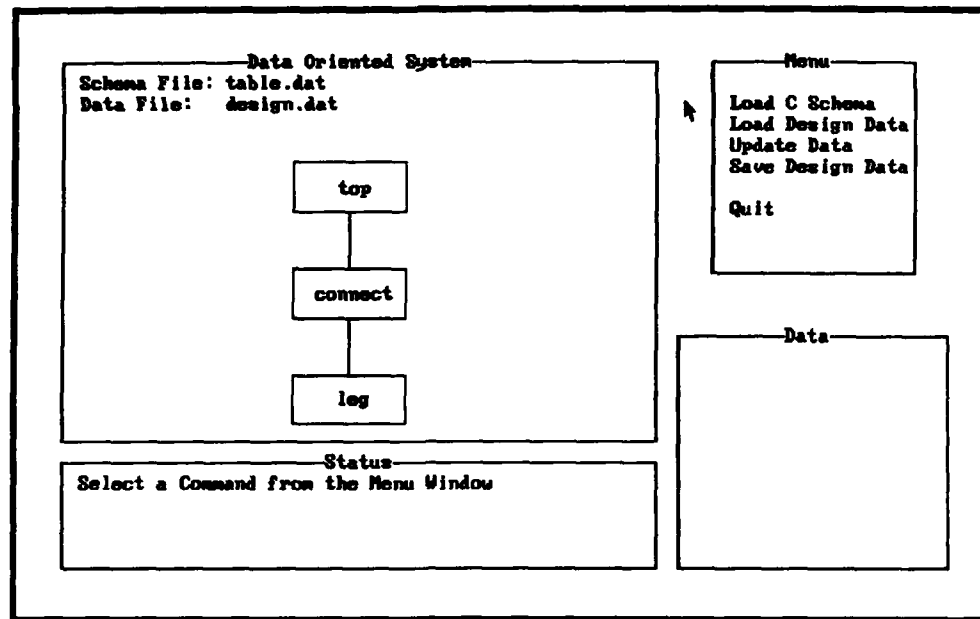 Data Oriented System
Schema File: table.dat
Data File: design.dat
top
connect
leg
Status
Select a Command from the Menu Window
Menu
Load C Schema
Load Design Data
Update Data
Save Design Data
Quit
Data